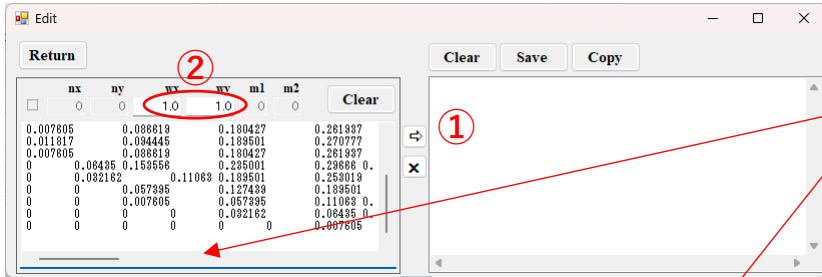 Edit
Return
Clear Save Copy
②
nx ny wx wy m1 m2
0 0 1.0 1.0 0 0 Clear
①
0.007605 0.086619 0.180427 0.261937
0.011817 0.094445 0.189501 0.270777
0.007605 0.086619 0.180427 0.261937
0 0.06435 0.153556 0.235001 0.29666 0.
0 0.032162 0.11063 0.189501 0.253019
0 0 0.057395 0.127439 0.189501
0 0 0.007605 0.057395 0.11063 0.
0 0 0 0 0.032162 0.06435 0.
0 0 0 0 0 0 0.007605